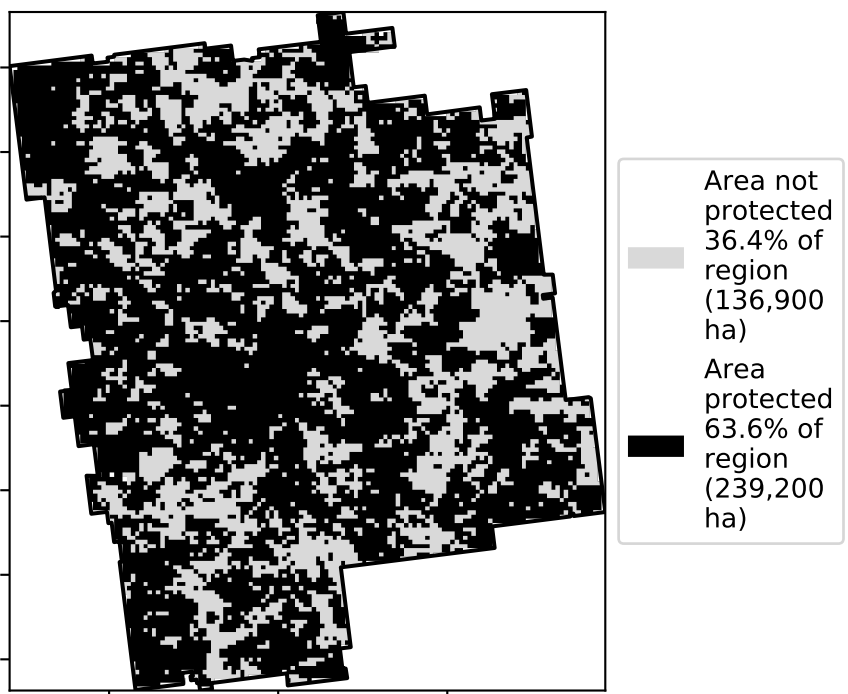 Area not
protected
36.4% of
region
(136,900
ha)
Area
protected
63.6% of
region
(239,200
ha)